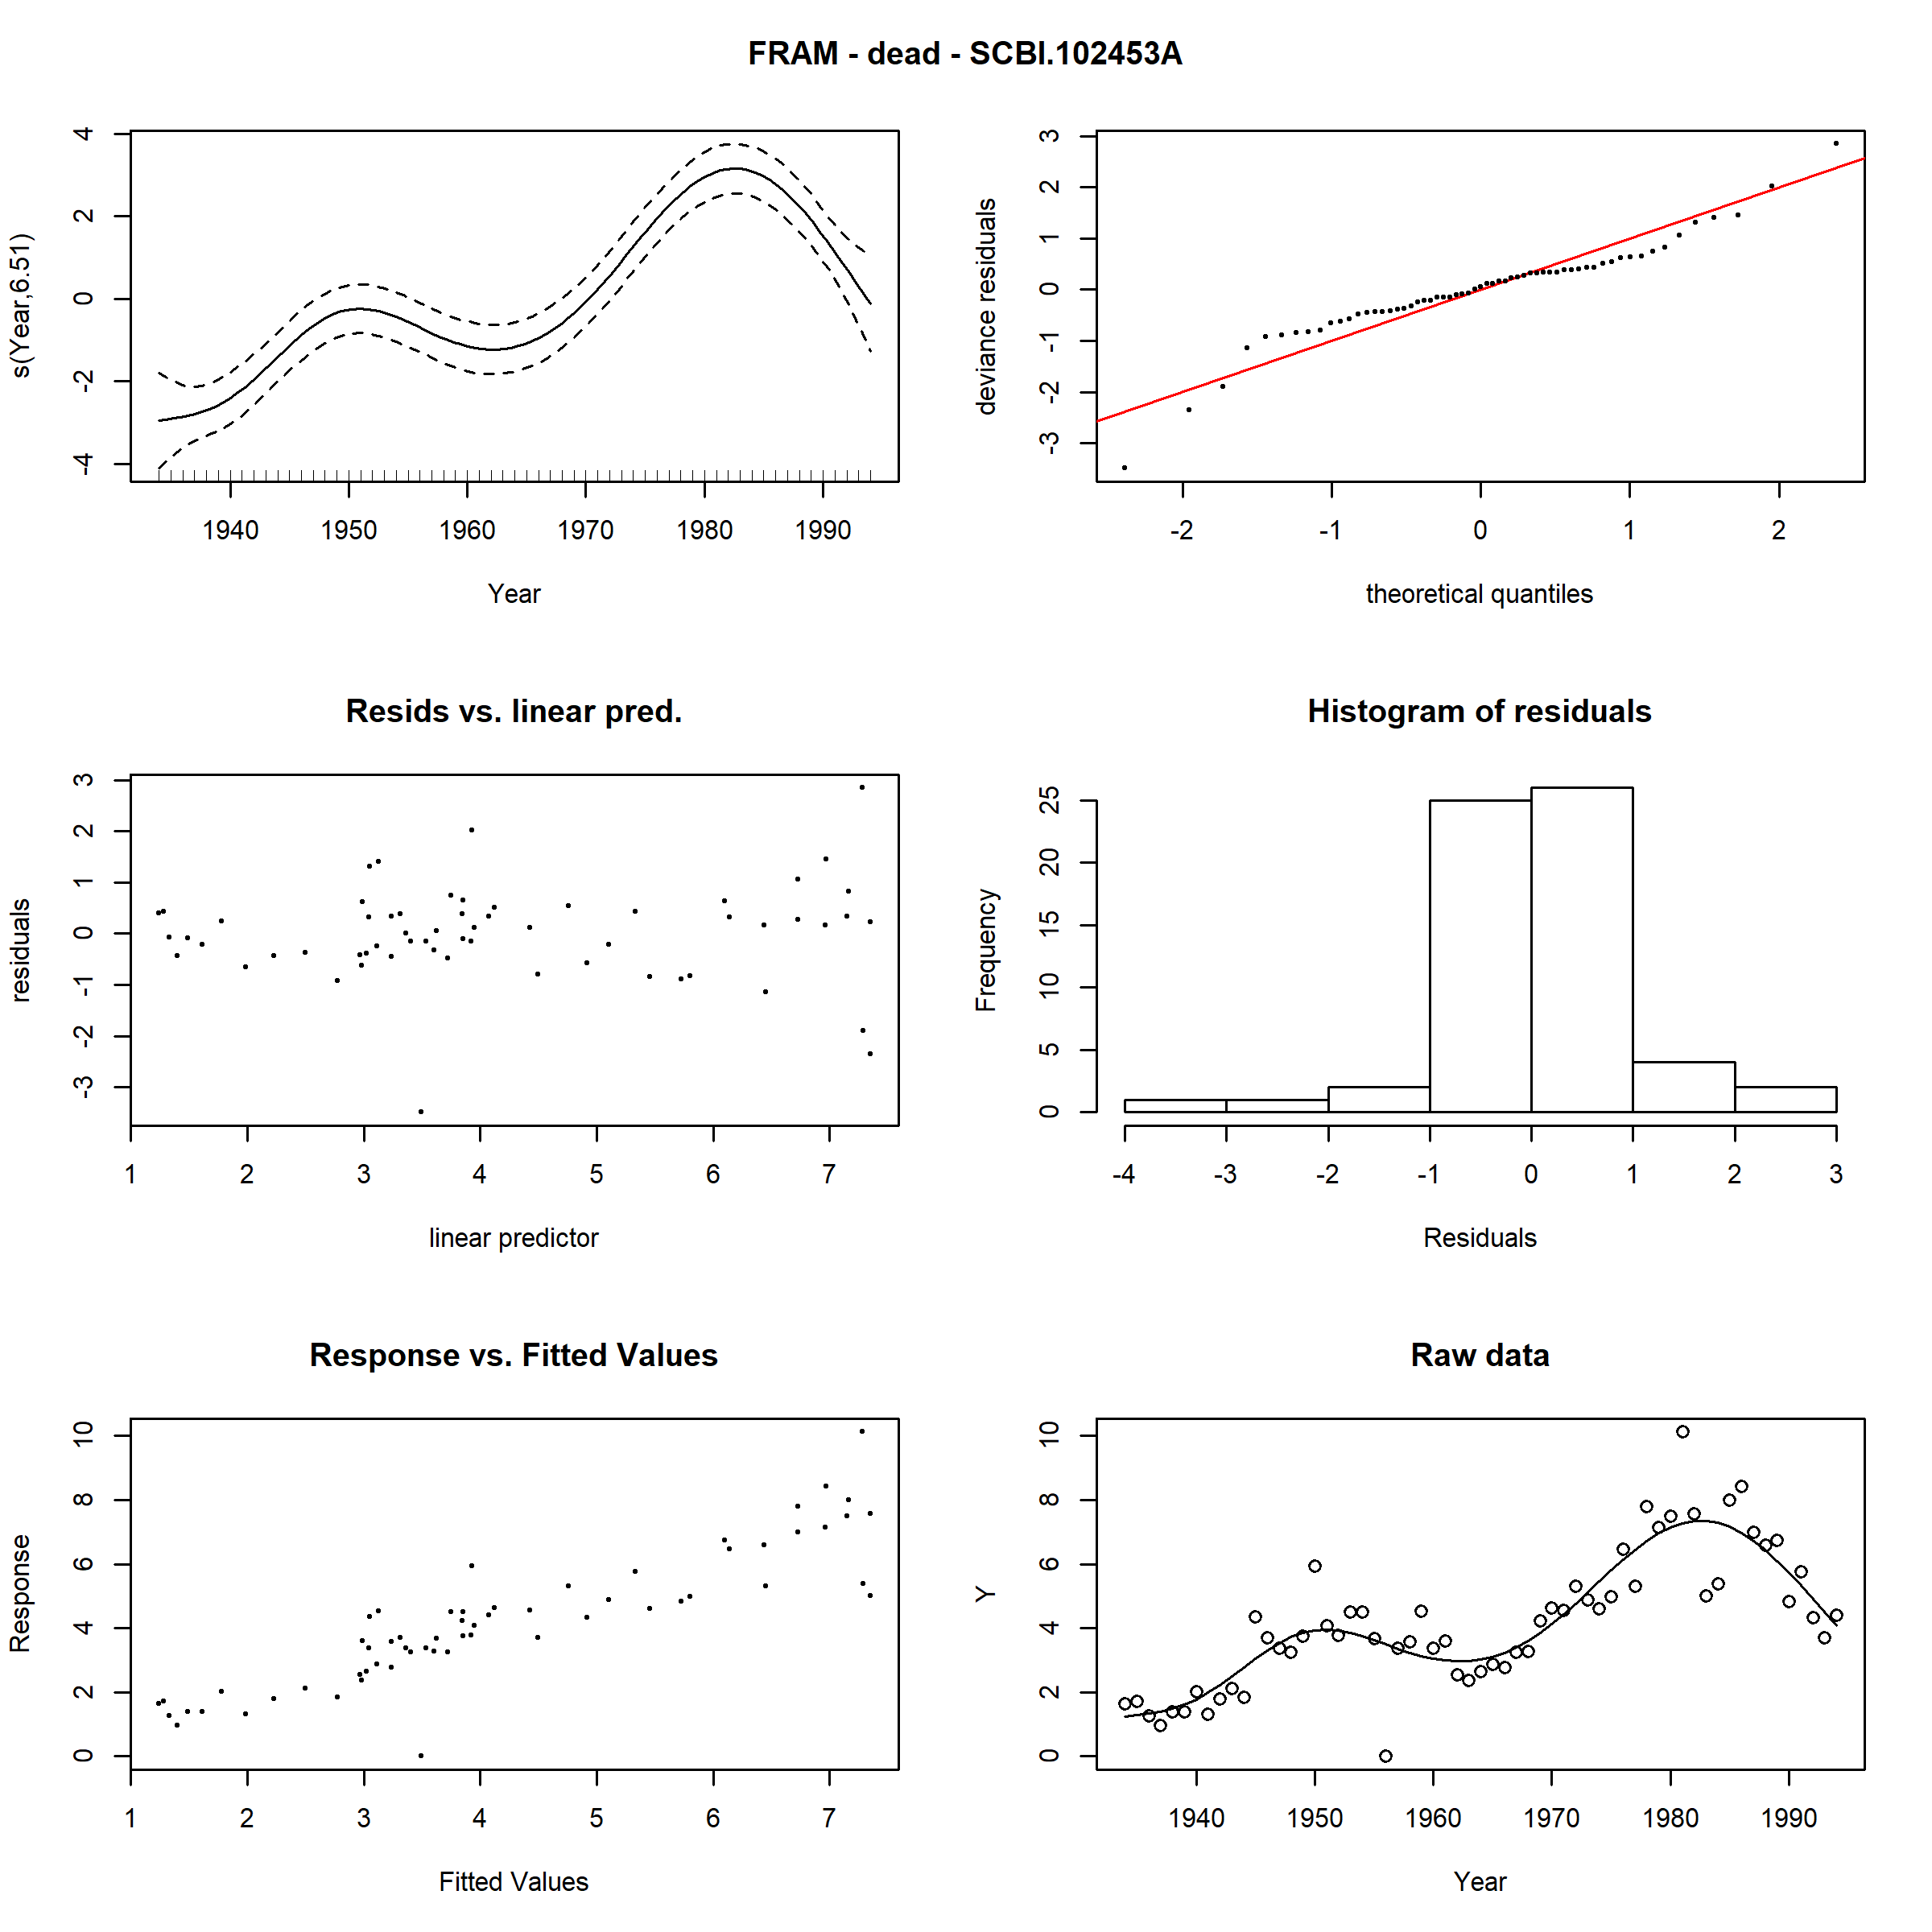 FRAM - dead - SCBI.102453A
s(Year,6.51)
4
2
0
-2
-4
1940 1950 1960 1970 1980 1990
Year
deviance residuals
3
2
1
0
-1
-2
-3
-2 -1 0 1 2
theoretical quantiles
Resids vs. linear pred.
residuals
3
2
1
0
-1
-2
-3
1 2 3 4 5 6 7
linear predictor
Histogram of residuals
Frequency
25
20
15
10
5
0
-4 -3 -2 -1 0 1 2 3
Residuals
Response vs. Fitted Values
Response
10
8
6
4
2
0
1 2 3 4 5 6 7
Fitted Values
Raw data
Y
10
8
6
4
2
0
1940 1950 1960 1970 1980 1990
Year